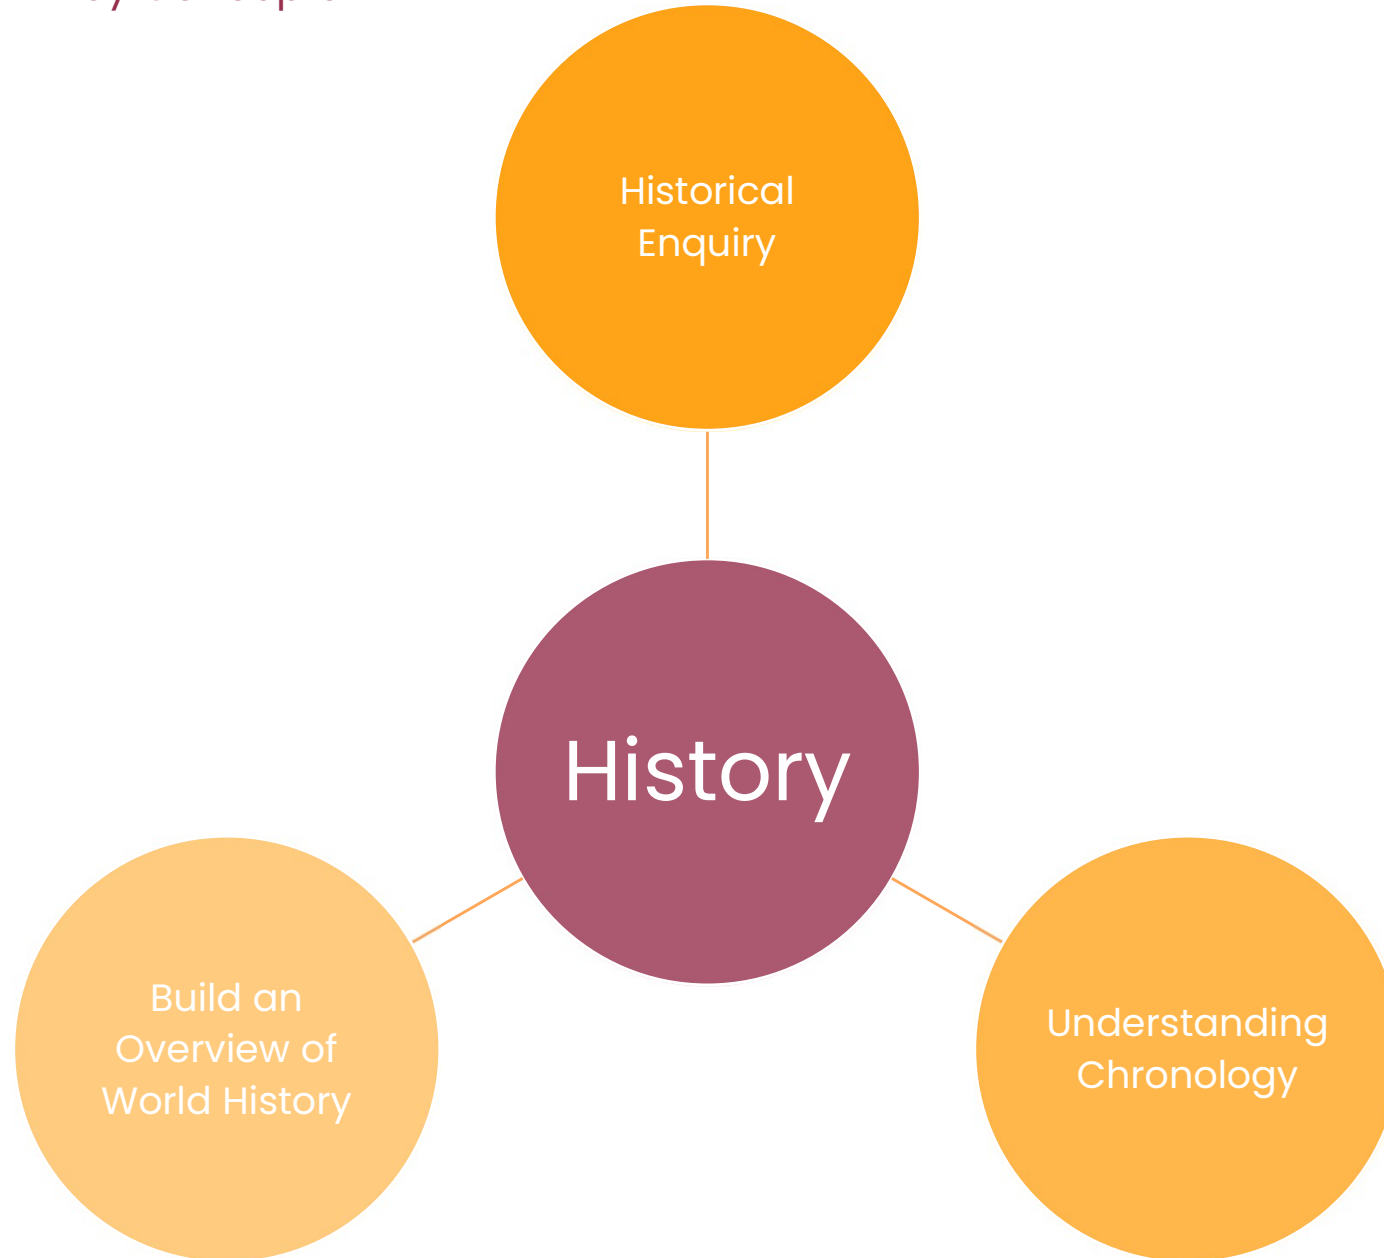 Historical
Enquiry
History
Build an
Overview of
World History
Understanding
Chronology